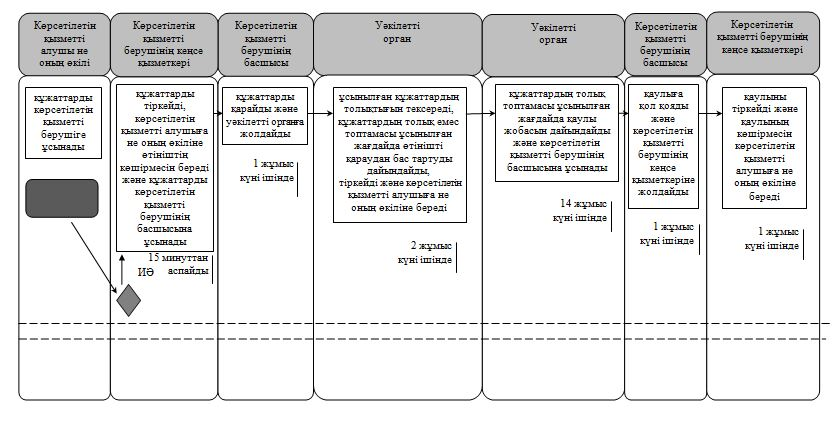 Көрсетілетін
қызметті
алушы не
оның өкілі
Көрсетілетін
қызметті
берушінің кеңсе
қызметкері
Көрсетілетін
қызметті
берушінің
басшысы
Уәкілетті
орган
Уәкілетті
орган
Көрсетілетін
қызметті
берушінің
басшысы
Көрсетілетін
қызметті берушінің
кеңсе қызметкері
құжаттарды
көрсетілетін
қызметті
берушіге
ұсынады
құжаттарды
тіркейді,
көрсетілетін
қызметті алушыға
не оның өкіліне
өтініштің
көшірмесін береді
және құжаттарды
көрсетілетін
қызметті
берушінің
басшысына
ұсынады
15 минуттан
аспайды
ИӘ
құжаттарды
қарайды және
уәкілетті органға
жолдайды
1 жұмыс
күні ішінде
ұсынылған құжаттардың
толықтығын тексереді,
құжаттардың толық емес
топтамасы ұсынылған
жағдайда өтінішті
қараудан бас тартуды
дайындайды,
тіркейді және көрсетілетін
қызметті алушыға не
оның өкіліне береді
2 жұмыс
күні ішінде
құжаттардың толық
топтамасы ұсынылған
жағдайда қаулы
жобасын дайындайды
және көрсетілетін
қызметті берушінің
басшысына ұсынады
14 жұмыс
күні ішінде
қаулыға
қол қояды
және
көрсетілетін
қызметті
берушінің
кеңсе
қызметкеріне
жолдайды
1 жұмыс
күні ішінде
қаулыны
тіркейді және
қаулының
көшірмесін
көрсетілетін
қызметті
алушыға не
оның өкіліне
береді
1 жұмыс
күні ішінде